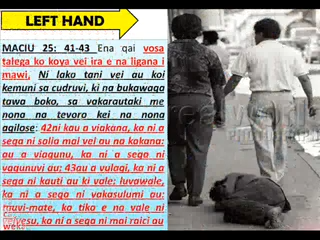 LEFT HAND
MACIU 25: 41-43 Ena qai vosa
talega ko koya vei ira e na ligana i
mawi, Ni lako tani vei au koi
kemuni sa cudruvi, ki na bukawaqa
tawa boko, sa vakarautaki me
nona na tevoro kei na nona
agilose: 42ni kau a viakana, ka ni a
sega ni solia mai vei au na kakana:
au a viagunu, ka ni a sega ni
vagunuvi au: 43au a vulagi, ka ni a
sega ni kauti au ki vale; luvawale,
ka ni a sega ni vakasulumi au:
tauvi-mate, ka tiko e na vale ni
veivesu, ka ni a sega ni mai raici au